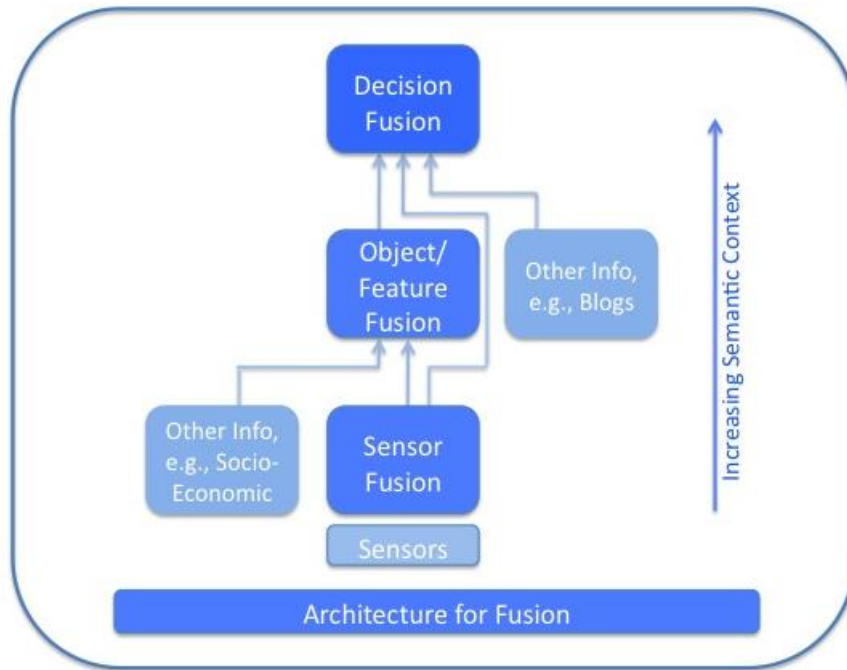 Decision
Fusion
Object/
Feature
Fusion
Other Info,
e.g., Blogs
Increasing Semantic Context
Other Info,
e.g., Socio-
Economic
Sensor
Fusion
Sensors
Architecture for Fusion